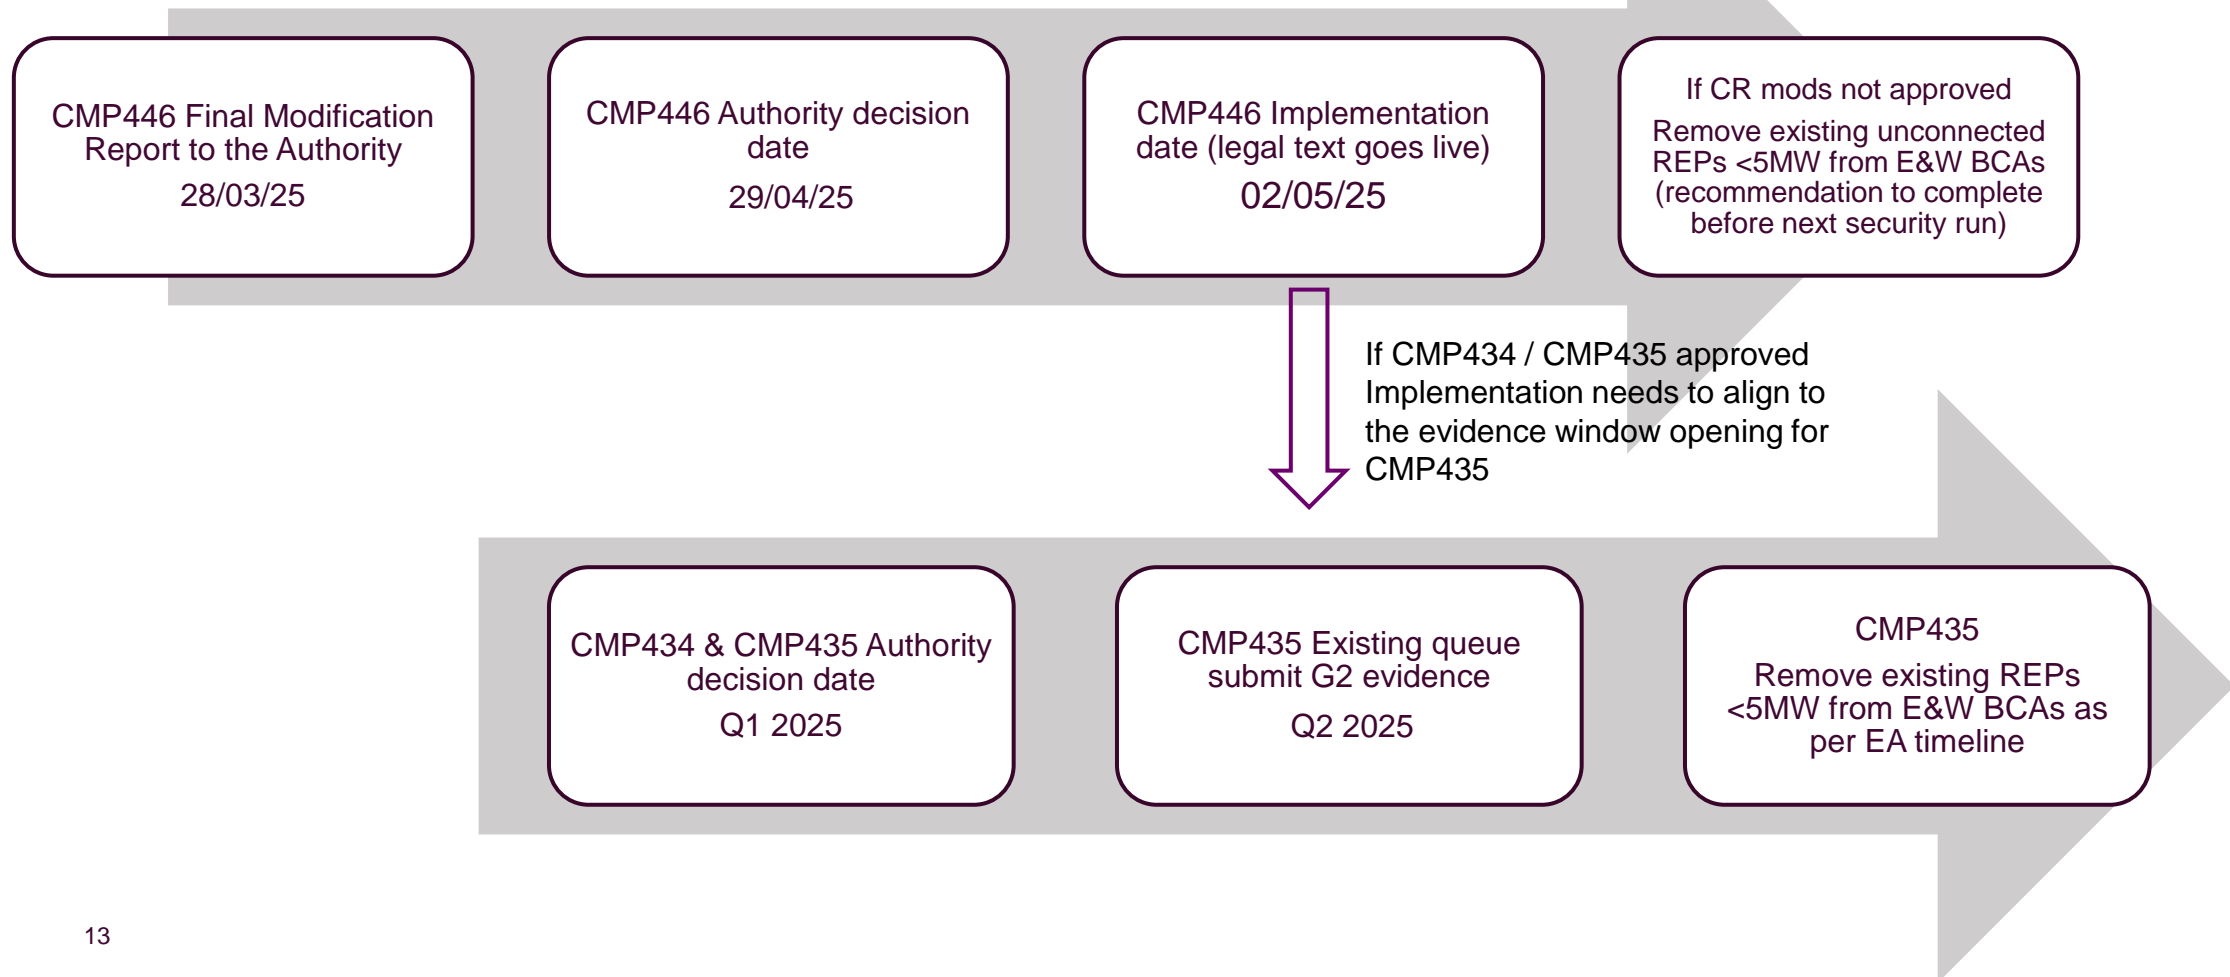 CMP446 Final Modification
Report to the Authority
28/03/25
CMP446 Authority decision
date
29/04/25
CMP446 Implementation
date (legal text goes live)
02/05/25
If CR mods not approved
Remove existing unconnected
REPs <5MW from E&W BCAs
(recommendation to complete
before next security run)
If CMP434 / CMP435 approved
Implementation needs to align to
the evidence window opening for
CMP435
CMP434 & CMP435 Authority
decision date
Q1 2025
CMP435 Existing queue
submit G2 evidence
Q2 2025
CMP435
Remove existing REPs
<5MW from E&W BCAs as
per EA timeline
13